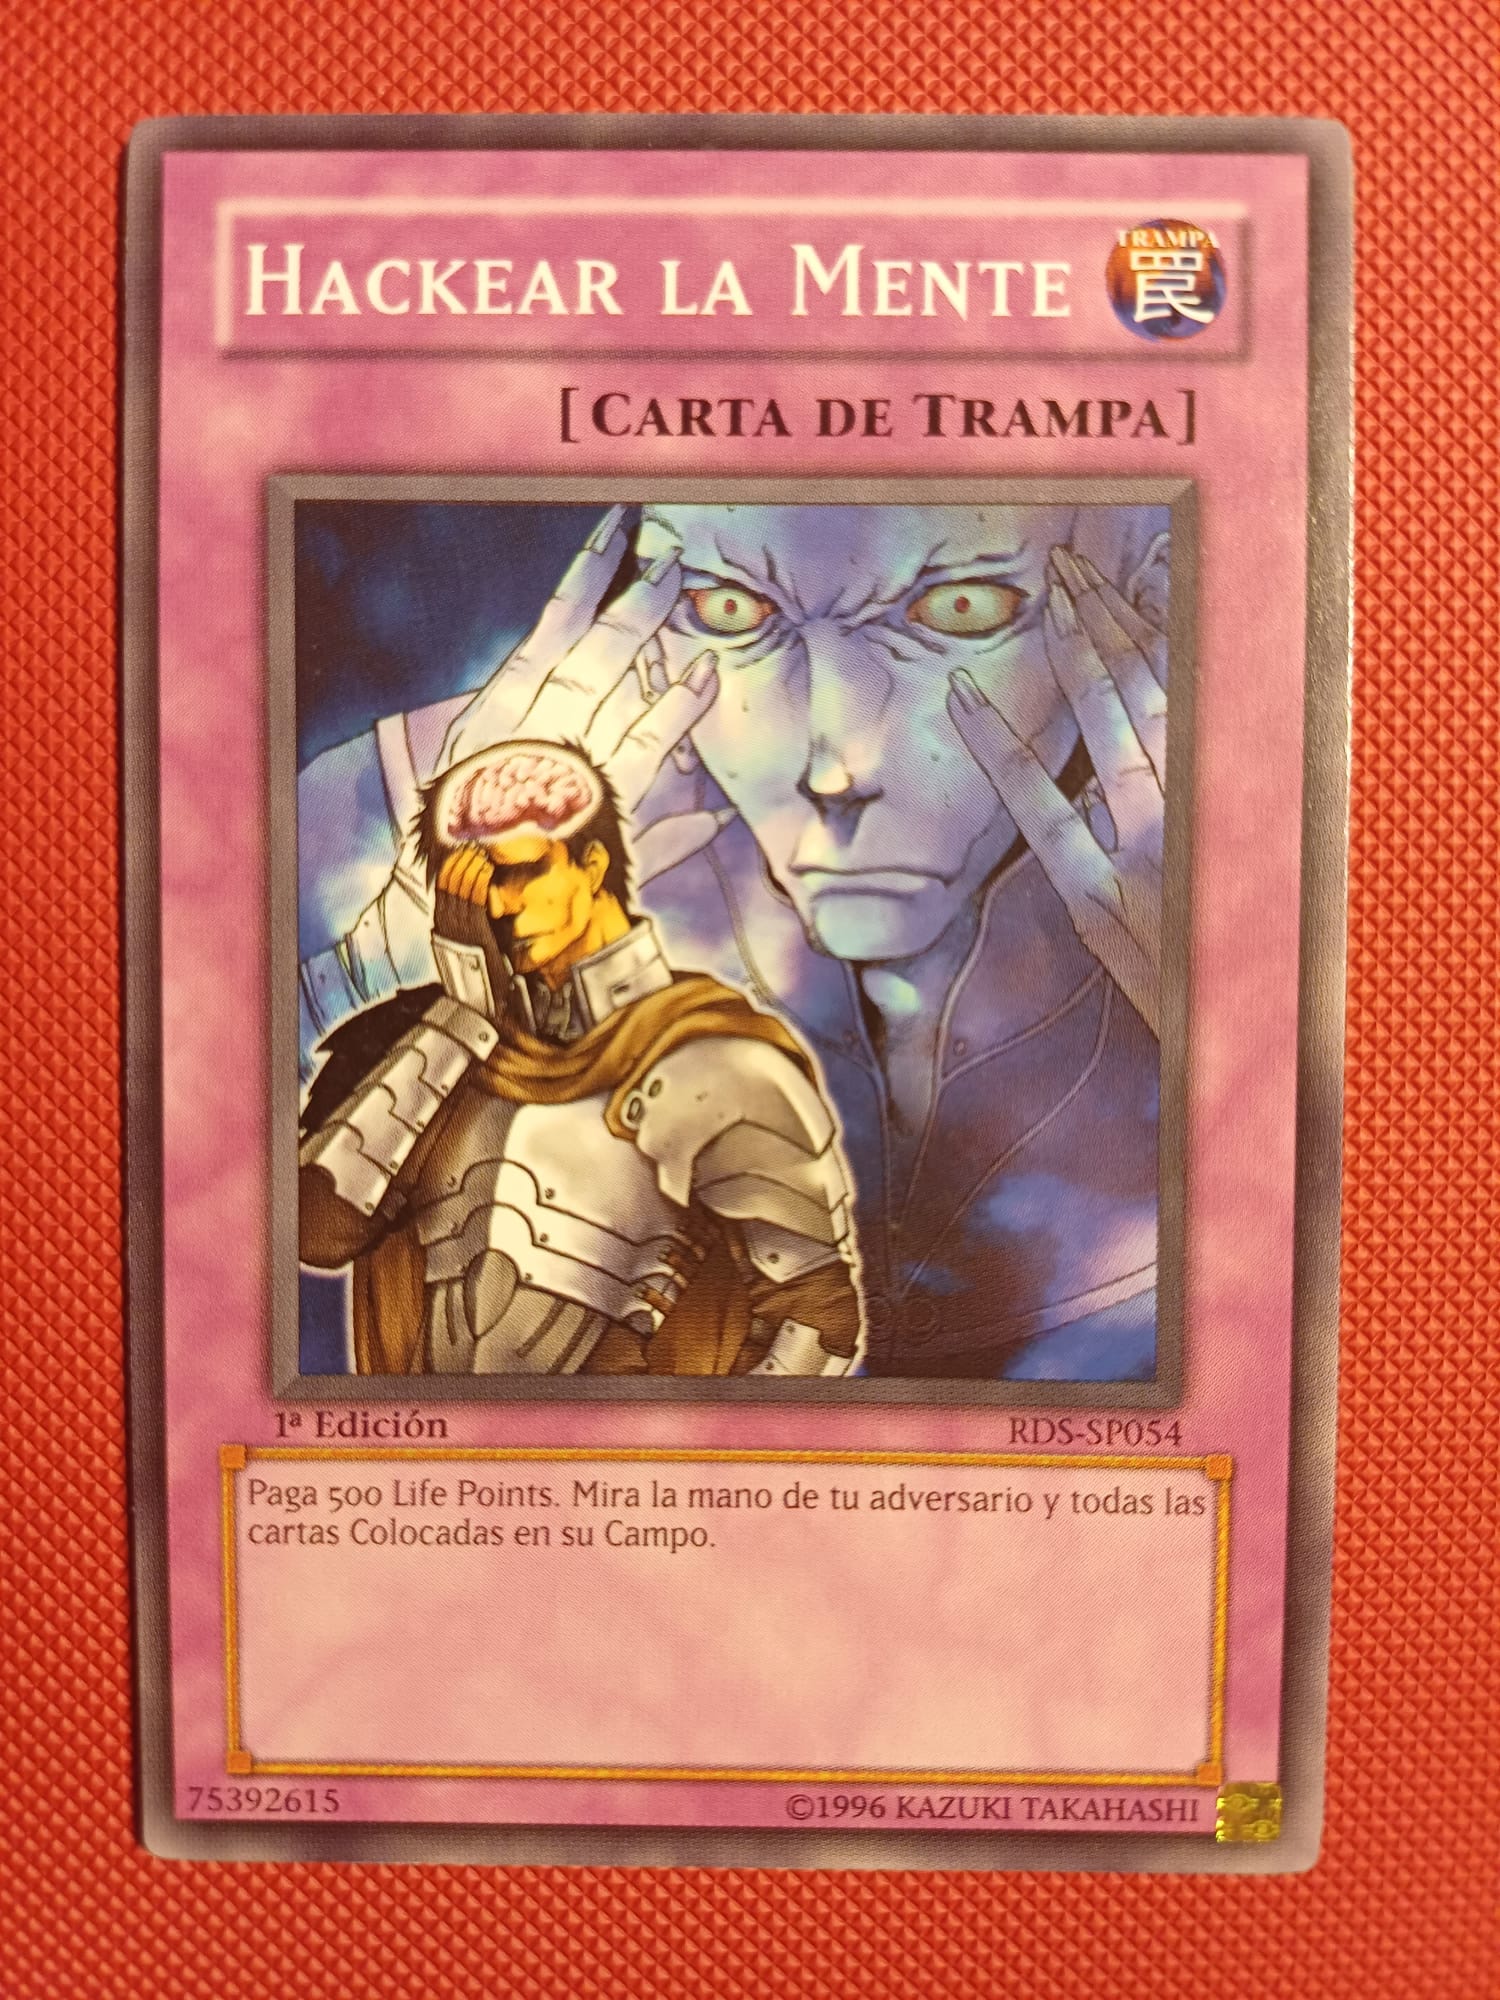 HACKEAR LA MENTE
TRAMPA
罠
[CARTA DE TRAMPA]
1ª Edición
RDS-SP054
Paga 500 Life Points. Mira la mano de tu adversario y todas las
cartas Colocadas en su Campo.
75392615
©1996 KAZUKI TAKAHASHI